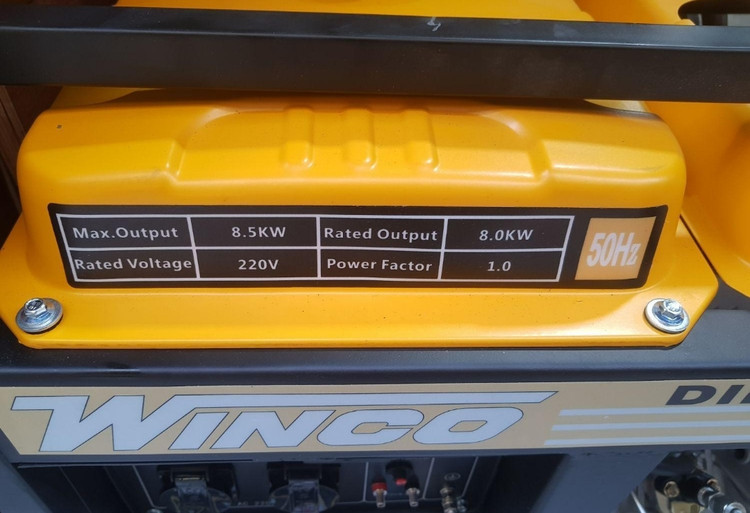 Max.Output 8.5KW Rated Output 8.0KW
Rated Voltage 220V Power Factor 1.0
50Hz
WINCO